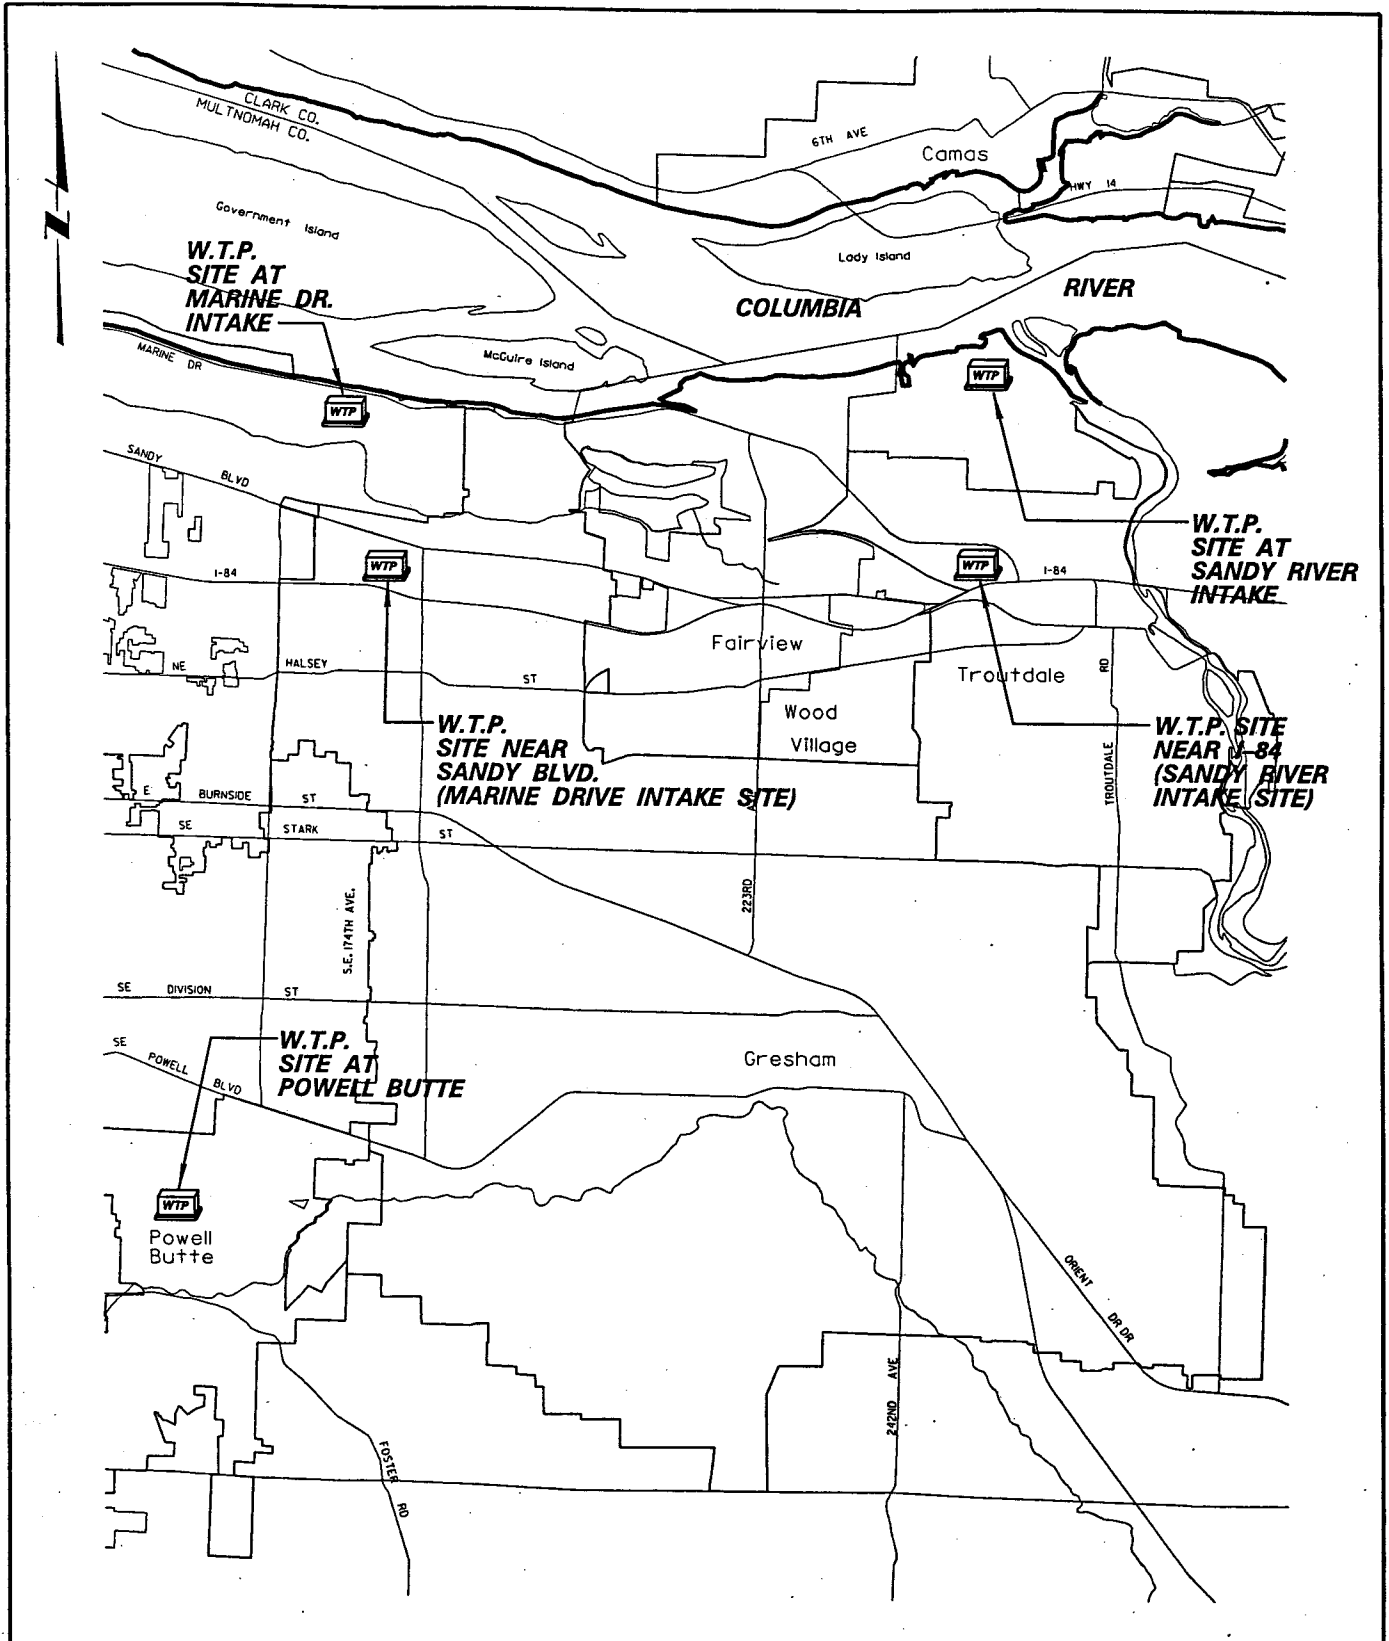 CLARK CO.
MULTNOMAH CO.
6TH AVE
Camas
HWY 14
Government Island
Lady Island
W.T.P.
SITE AT
MARINE DR.
INTAKE
COLUMBIA
RIVER
MARINE DR
McGuire Island
WTP
WTP
SANDY BLVD
W.T.P.
SITE AT
SANDY RIVER
INTAKE
I-84
WTP
WTP
I-84
Fairview
NE HALSEY ST
Troutdale
TROUTDALE RD
Wood
Village
W.T.P.
SITE NEAR
SANDY BLVD.
(MARINE DRIVE INTAKE SITE)
W.T.P. SITE
NEAR I-84
(SANDY RIVER
INTAKE SITE)
E BURNSIDE ST
SE STARK ST
223RD
S.E. 174TH AVE.
SE DIVISION ST
SE POWELL BLVD
W.T.P.
SITE AT
POWELL BUTTE
Gresham
WTP
Powell
Butte
ORIENT DR DR
242ND AVE
FOSTER RD
N